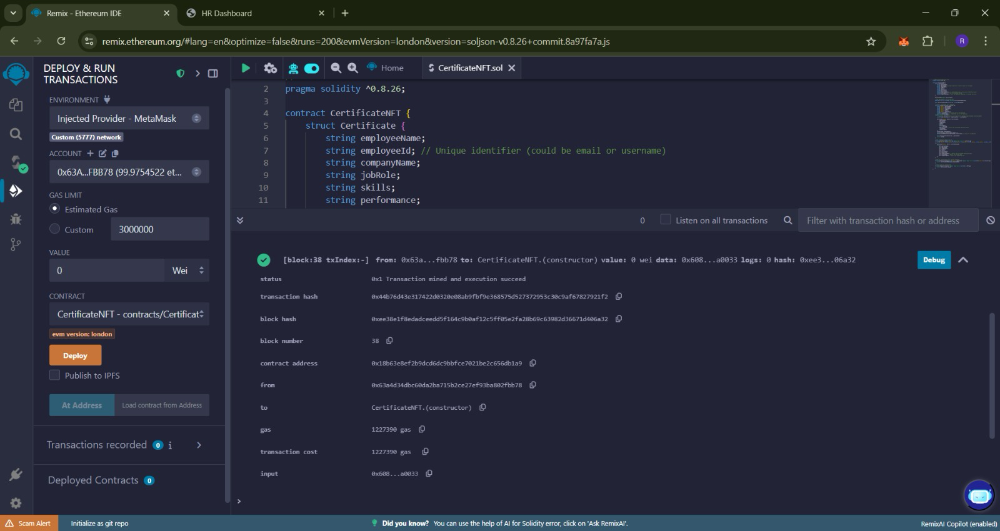 Remix - Ethereum IDE
HR Dashboard
remix.ethereum.org/#lang=en&optimize=false&runs=200&evmVersion=london&version=soljson-v0.8.26+commit.8a97fa7a.js
R
DEPLOY & RUN
TRANSACTIONS
ENVIRONMENT
Injected Provider - MetaMask
Custom (5777) network
ACCOUNT
0x63A...FBB78 (99.9754522 et...
GAS LIMIT
Estimated Gas
Custom
3000000
VALUE
0
Wei
CONTRACT
CertificateNFT - contracts/Certificat
evm version: london
Deploy
Publish to IPFS
At Address
Load contract from Address
Transactions recorded 0 i
Deployed Contracts 0
Home
CertificateNFT.sol
2 pragma solidity ^0.8.26;
3
4 contract CertificateNFT {
5 struct Certificate {
6 string employeeName;
7 string employeeId; // Unique identifier (could be email or username)
8 string companyName;
9 string jobRole;
10 string skills;
11 string performance;
0
Listen on all transactions
Filter with transaction hash or address
[block:38 txIndex:-] from: 0x63a...fbb78 to: CertificateNFT.(constructor) value: 0 wei data: 0x608...a0033 logs: 0 hash: 0xee3...06a32
Debug
status 0x1 Transaction mined and execution succeed
transaction hash 0x44b76d43e317422d0320e08ab9fbf9e368575d527372953c30c9af67827921f2
block hash 0xee38e1f8edadceedd5f164c9b0af12c5ff05e2fa28b69c63982d36671d406a32
block number 38
contract address 0x18b63e8ef2b9dcd6dc9bbfce7021be2c656db1a9
from 0x63a4d34dbc60da2ba715b2ce27ef93ba802fbb78
to CertificateNFT.(constructor)
gas 1227390 gas
transaction cost 1227390 gas
input 0x608...a0033
>
Scam Alert
Initialize as git repo
Did you know? You can use the help of AI for Solidity error, click on 'Ask RemixAI'.
RemixAI Copilot (enabled)